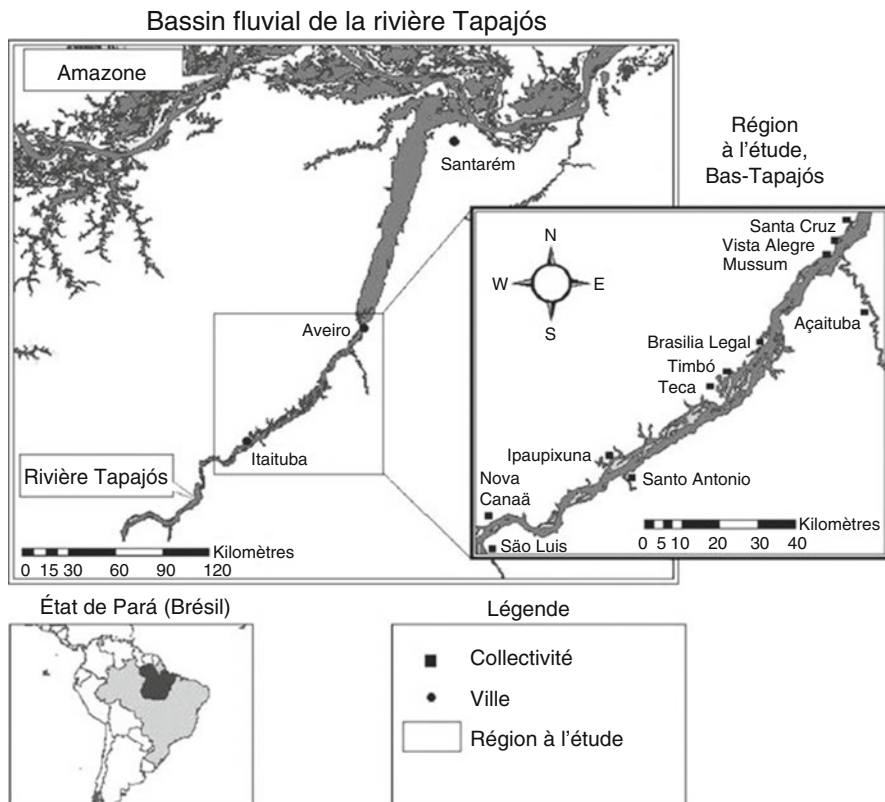 Bassin fluvial de la rivière Tapajós
Amazone
Santarém
Aveiro
Itaituba
Rivière Tapajós
Kilomètres
0 15 30 60 90 120
Région
à l'étude,
Bas-Tapajós
N
W E
S
Santa Cruz
Vista Alegre
Mussum
Açaituba
Brasilia Legal
Timbó
Teca
Ipaupixuna
Santo Antonio
Nova
Canaä
Säo Luis
Kilomètres
0 5 10 20 30 40
État de Pará (Brésil)
Légende
Collectivité
Ville
Région à l'étude